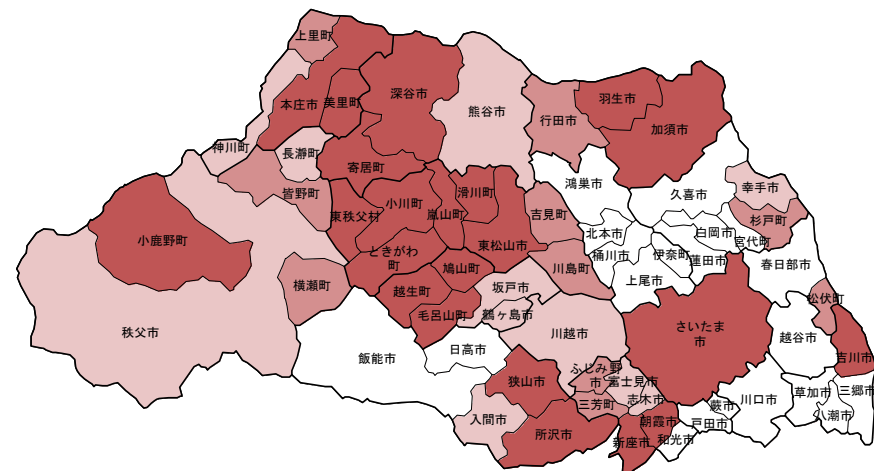 上里町
本庄市
美里町
深谷市
熊谷市
行田市
羽生市
加須市
神川町
長瀞町
寄居町
皆野町
鴻巣市
久喜市
幸手市
小鹿野町
東秩父村
小川町
嵐山町
滑川町
吉見町
北本市
白岡市
杉戸町
宮代町
ときがわ
町
東松山市
桶川市
伊奈町
蓮田市
春日部市
横瀬町
越生町
鳩山町
川島町
坂戸市
上尾市
松伏町
秩父市
毛呂山町
鶴ヶ島市
川越市
さいたま
市
越谷市
吉川市
飯能市
日高市
ふじみ野
市
富士見市
狭山市
三芳町
志木市
蕨市
川口市
草加市
三郷市
入間市
所沢市
新座市
朝霞市
和光市
戸田市
八潮市